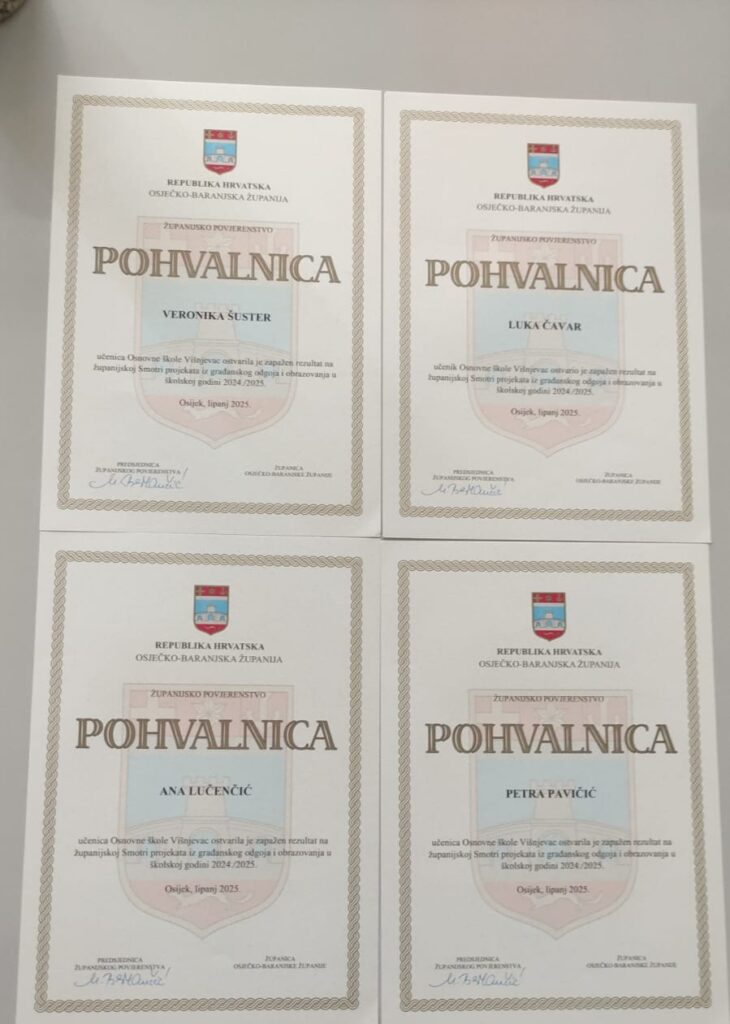 REPUBLIKA HRVATSKA
OSJEČKO-BARANJSKA ŽUPANIJA
ŽUPANIJSKO POVJERENSTVO
POHVALNICA
VERONIKA ŠUSTER
učenica Osnovne škole Višnjevac ostvarila je zapažen rezultat na
županijskoj Smotri projekata iz građanskog odgoja i obrazovanja u
školskoj godini 2024./2025.
Osijek, lipanj 2025.
PREDSJEDNICA
ŽUPANIJSKOG POVJERENSTVA
ŽUPANICA
OSJEČKO-BARANJSKE ŽUPANIJE
REPUBLIKA HRVATSKA
OSJEČKO-BARANJSKA ŽUPANIJA
ŽUPANIJSKO POVJERENSTVO
POHVALNICA
LUKA ČAVAR
učenik Osnovne škole Višnjevac ostvario je zapažen rezultat na
županijskoj Smotri projekata iz građanskog odgoja i obrazovanja u
školskoj godini 2024./2025.
Osijek, lipanj 2025.
PREDSJEDNICA
ŽUPANIJSKOG POVJERENSTVA
ŽUPANICA
OSJEČKO-BARANJSKE ŽUPANIJE
REPUBLIKA HRVATSKA
OSJEČKO-BARANJSKA ŽUPANIJA
ŽUPANIJSKO POVJERENSTVO
POHVALNICA
ANA LUČENČIĆ
učenica Osnovne škole Višnjevac ostvarila je zapažen rezultat na
županijskoj Smotri projekata iz građanskog odgoja i obrazovanja u
školskoj godini 2024./2025.
Osijek, lipanj 2025.
PREDSJEDNICA
ŽUPANIJSKOG POVJERENSTVA
ŽUPANICA
OSJEČKO-BARANJSKE ŽUPANIJE
REPUBLIKA HRVATSKA
OSJEČKO-BARANJSKA ŽUPANIJA
ŽUPANIJSKO POVJERENSTVO
POHVALNICA
PETRA PAVIČIĆ
učenica Osnovne škole Višnjevac ostvarila je zapažen rezultat na
županijskoj Smotri projekata iz građanskog odgoja i obrazovanja u
školskoj godini 2024./2025.
Osijek, lipanj 2025.
PREDSJEDNICA
ŽUPANIJSKOG POVJERENSTVA
ŽUPANICA
OSJEČKO-BARANJSKE ŽUPANIJE